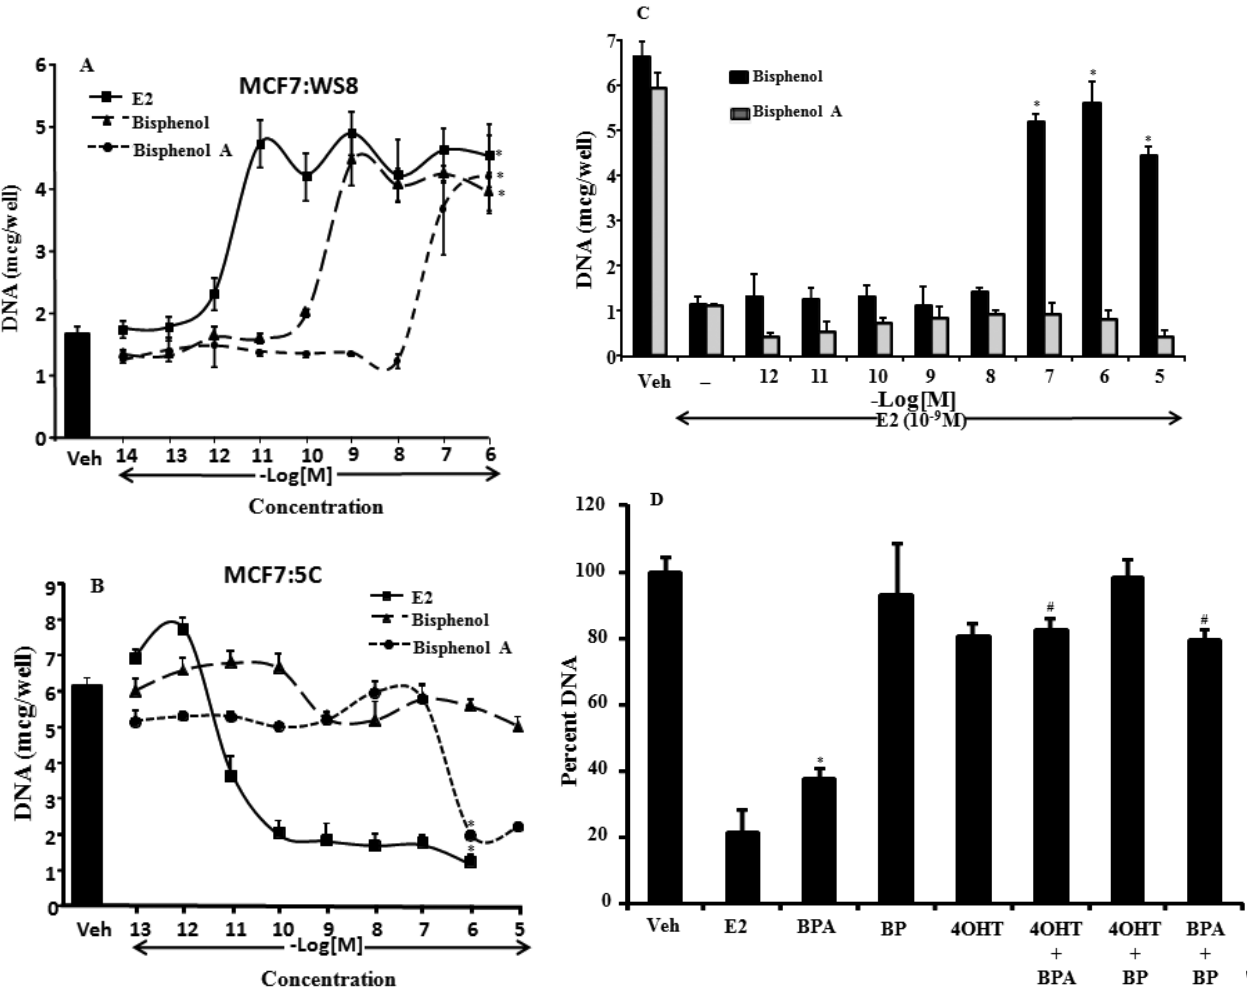 A
MCF7:WS8
E2
Bisphenol
Bisphenol A
6
5
4
3
2
1
0
DNA (mcg/well)
*
*
*
Veh 14 13 12 11 10 9 8 7 6
-Log[M]
Concentration
C
Bisphenol
Bisphenol A
7
6
5
4
3
2
1
0
DNA (mcg/well)
* * *
Veh – 12 11 10 9 8 7 6 5
-Log[M]
E2 (10-9M)
B
MCF7:5C
E2
Bisphenol
Bisphenol A
9
8
7
6
5
4
3
2
1
0
DNA (mcg/well)
*
*
Veh 13 12 11 10 9 8 7 6 5
-Log[M]
Concentration
D
120
100
80
60
40
20
0
Percent DNA
* # #
Veh E2 BPA BP 4OHT 4OHT 4OHT BPA
+ + +
BPA BP BP